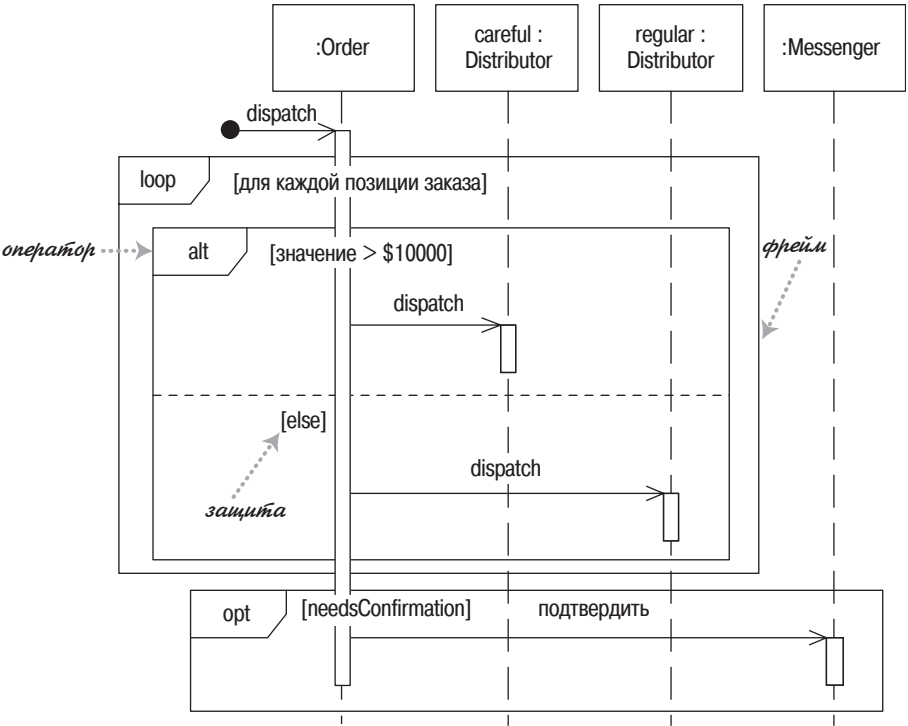 :Order
careful :
Distributor
regular :
Distributor
:Messenger
dispatch
loop
[для каждой позиции заказа]
оператор
alt
[значение > $10000]
фрейм
dispatch
[else]
dispatch
защита
opt
[needsConfirmation]
подтвердить